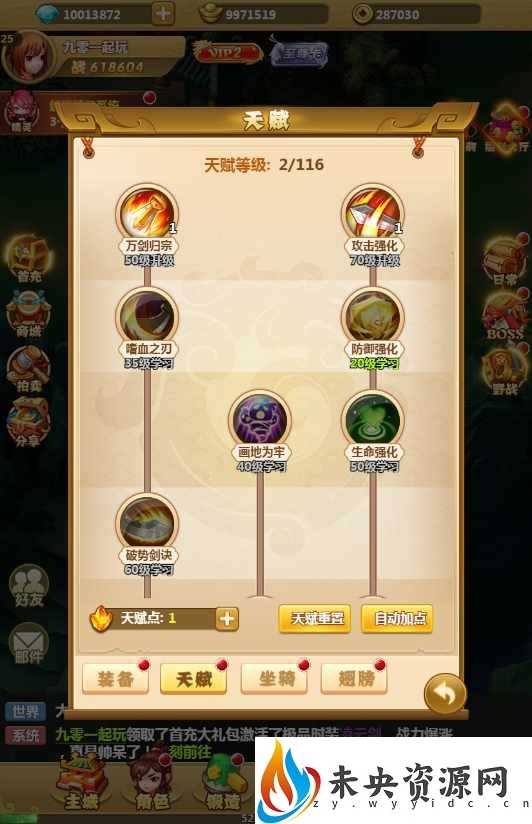 10013872
9971519
287030
25
九零一起玩
战 618604
VIP2
至尊卡
精灵
天赋
天赋等级: 2/116
1
1
万剑归宗
攻击强化
50级升级
70级升级
首充
日常
嗜血之刃
防御强化
35级学习
20级学习
商城
BOSS
拍卖
野战
分享
画地为牢
生命强化
40级学习
50级学习
破势剑诀
60级学习
好友
天赋点: 1
天赋重置
自动加点
邮件
装备
天赋
坐骑
翅膀
世界
系统
九零一起玩领取了首充大礼包激活了极品时装凌云剑，战力爆涨，
真是帅呆了！ 刻前往
主城
角色
锻造
52
未央资源网
zy.wyyidc.cn